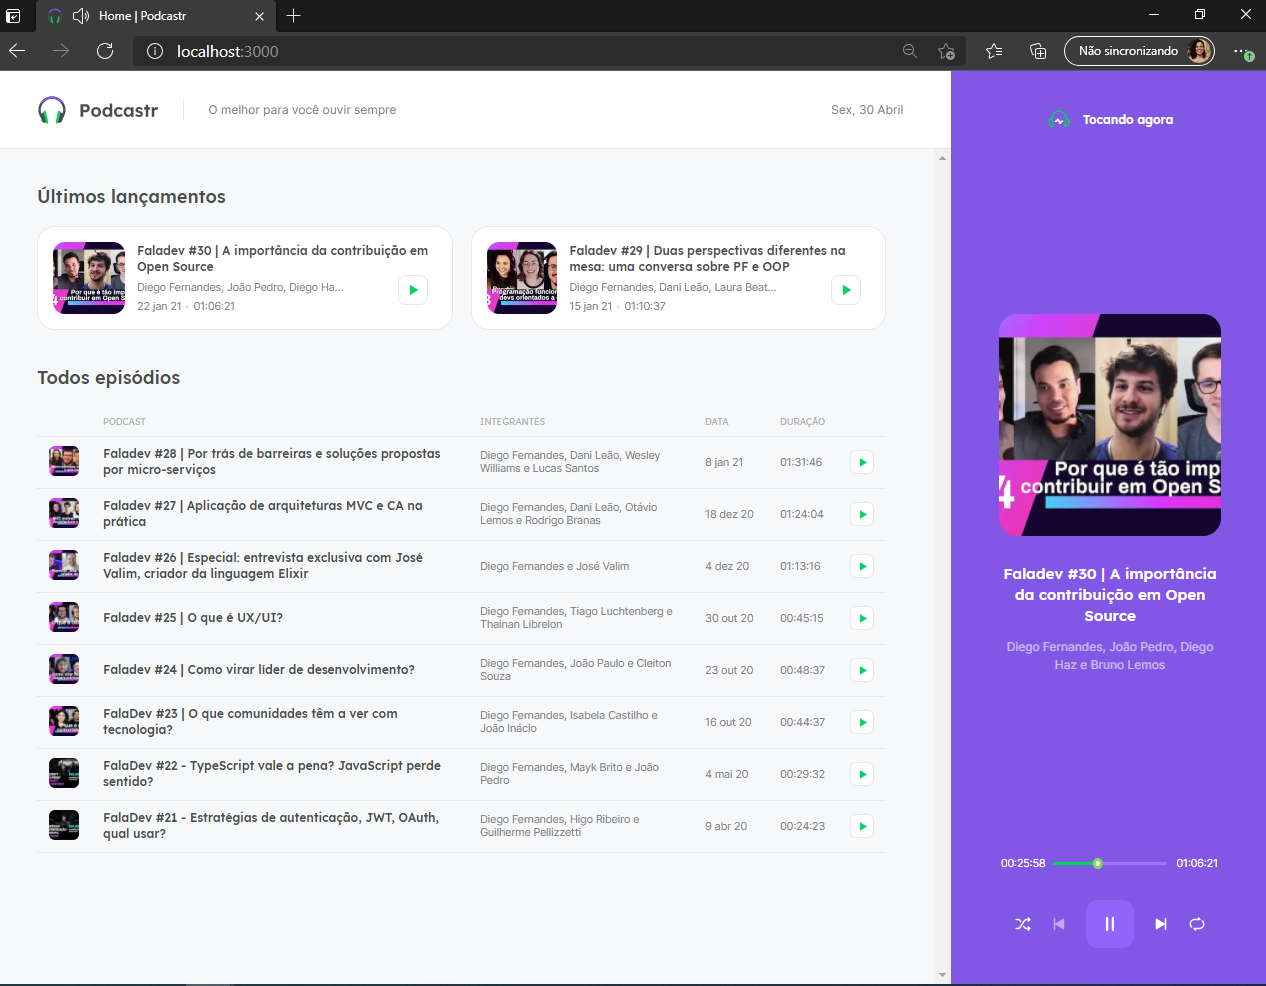 Home | Podcastr
localhost:3000
Não sincronizando
Podcastr
O melhor para você ouvir sempre
Sex, 30 Abril
Últimos lançamentos
Faladev #30 | A importância da contribuição em
Open Source
Diego Fernandes, João Pedro, Diego Ha...
22 jan 21 • 01:06:21
Faladev #29 | Duas perspectivas diferentes na
mesa: uma conversa sobre PF e OOP
Diego Fernandes, Dani Leão, Laura Beat...
15 jan 21 • 01:10:37
Todos episódios
PODCAST INTEGRANTES DATA DURAÇÃO
Faladev #28 | Por trás de barreiras e soluções propostas
por micro-serviços
Diego Fernandes, Dani Leão, Wesley
Williams e Lucas Santos
8 jan 21
01:31:46
Faladev #27 | Aplicação de arquiteturas MVC e CA na
prática
Diego Fernandes, Dani Leão, Otávio
Lemos e Rodrigo Branas
18 dez 20
01:24:04
Faladev #26 | Especial: entrevista exclusiva com José
Valim, criador da linguagem Elixir
Diego Fernandes e José Valim
4 dez 20
01:13:16
Faladev #25 | O que é UX/UI?
Diego Fernandes, Tiago Luchtenberg e
Thainan Librelon
30 out 20
00:45:15
Faladev #24 | Como virar líder de desenvolvimento?
Diego Fernandes, João Paulo e Cleiton
Souza
23 out 20
00:48:37
FalaDev #23 | O que comunidades têm a ver com
tecnologia?
Diego Fernandes, Isabela Castilho e
João Inácio
16 out 20
00:44:37
FalaDev #22 - TypeScript vale a pena? JavaScript perde
sentido?
Diego Fernandes, Mayk Brito e João
Pedro
4 mai 20
00:29:32
FalaDev #21 - Estratégias de autenticação, JWT, OAuth,
qual usar?
Diego Fernandes, Higo Ribeiro e
Guilherme Pellizzetti
9 abr 20
00:24:23
Tocando agora
Por que é tão imp
4 contribuir em Open S
Faladev #30 | A importância
da contribuição em Open
Source
Diego Fernandes, João Pedro, Diego
Haz e Bruno Lemos
00:25:58
01:06:21